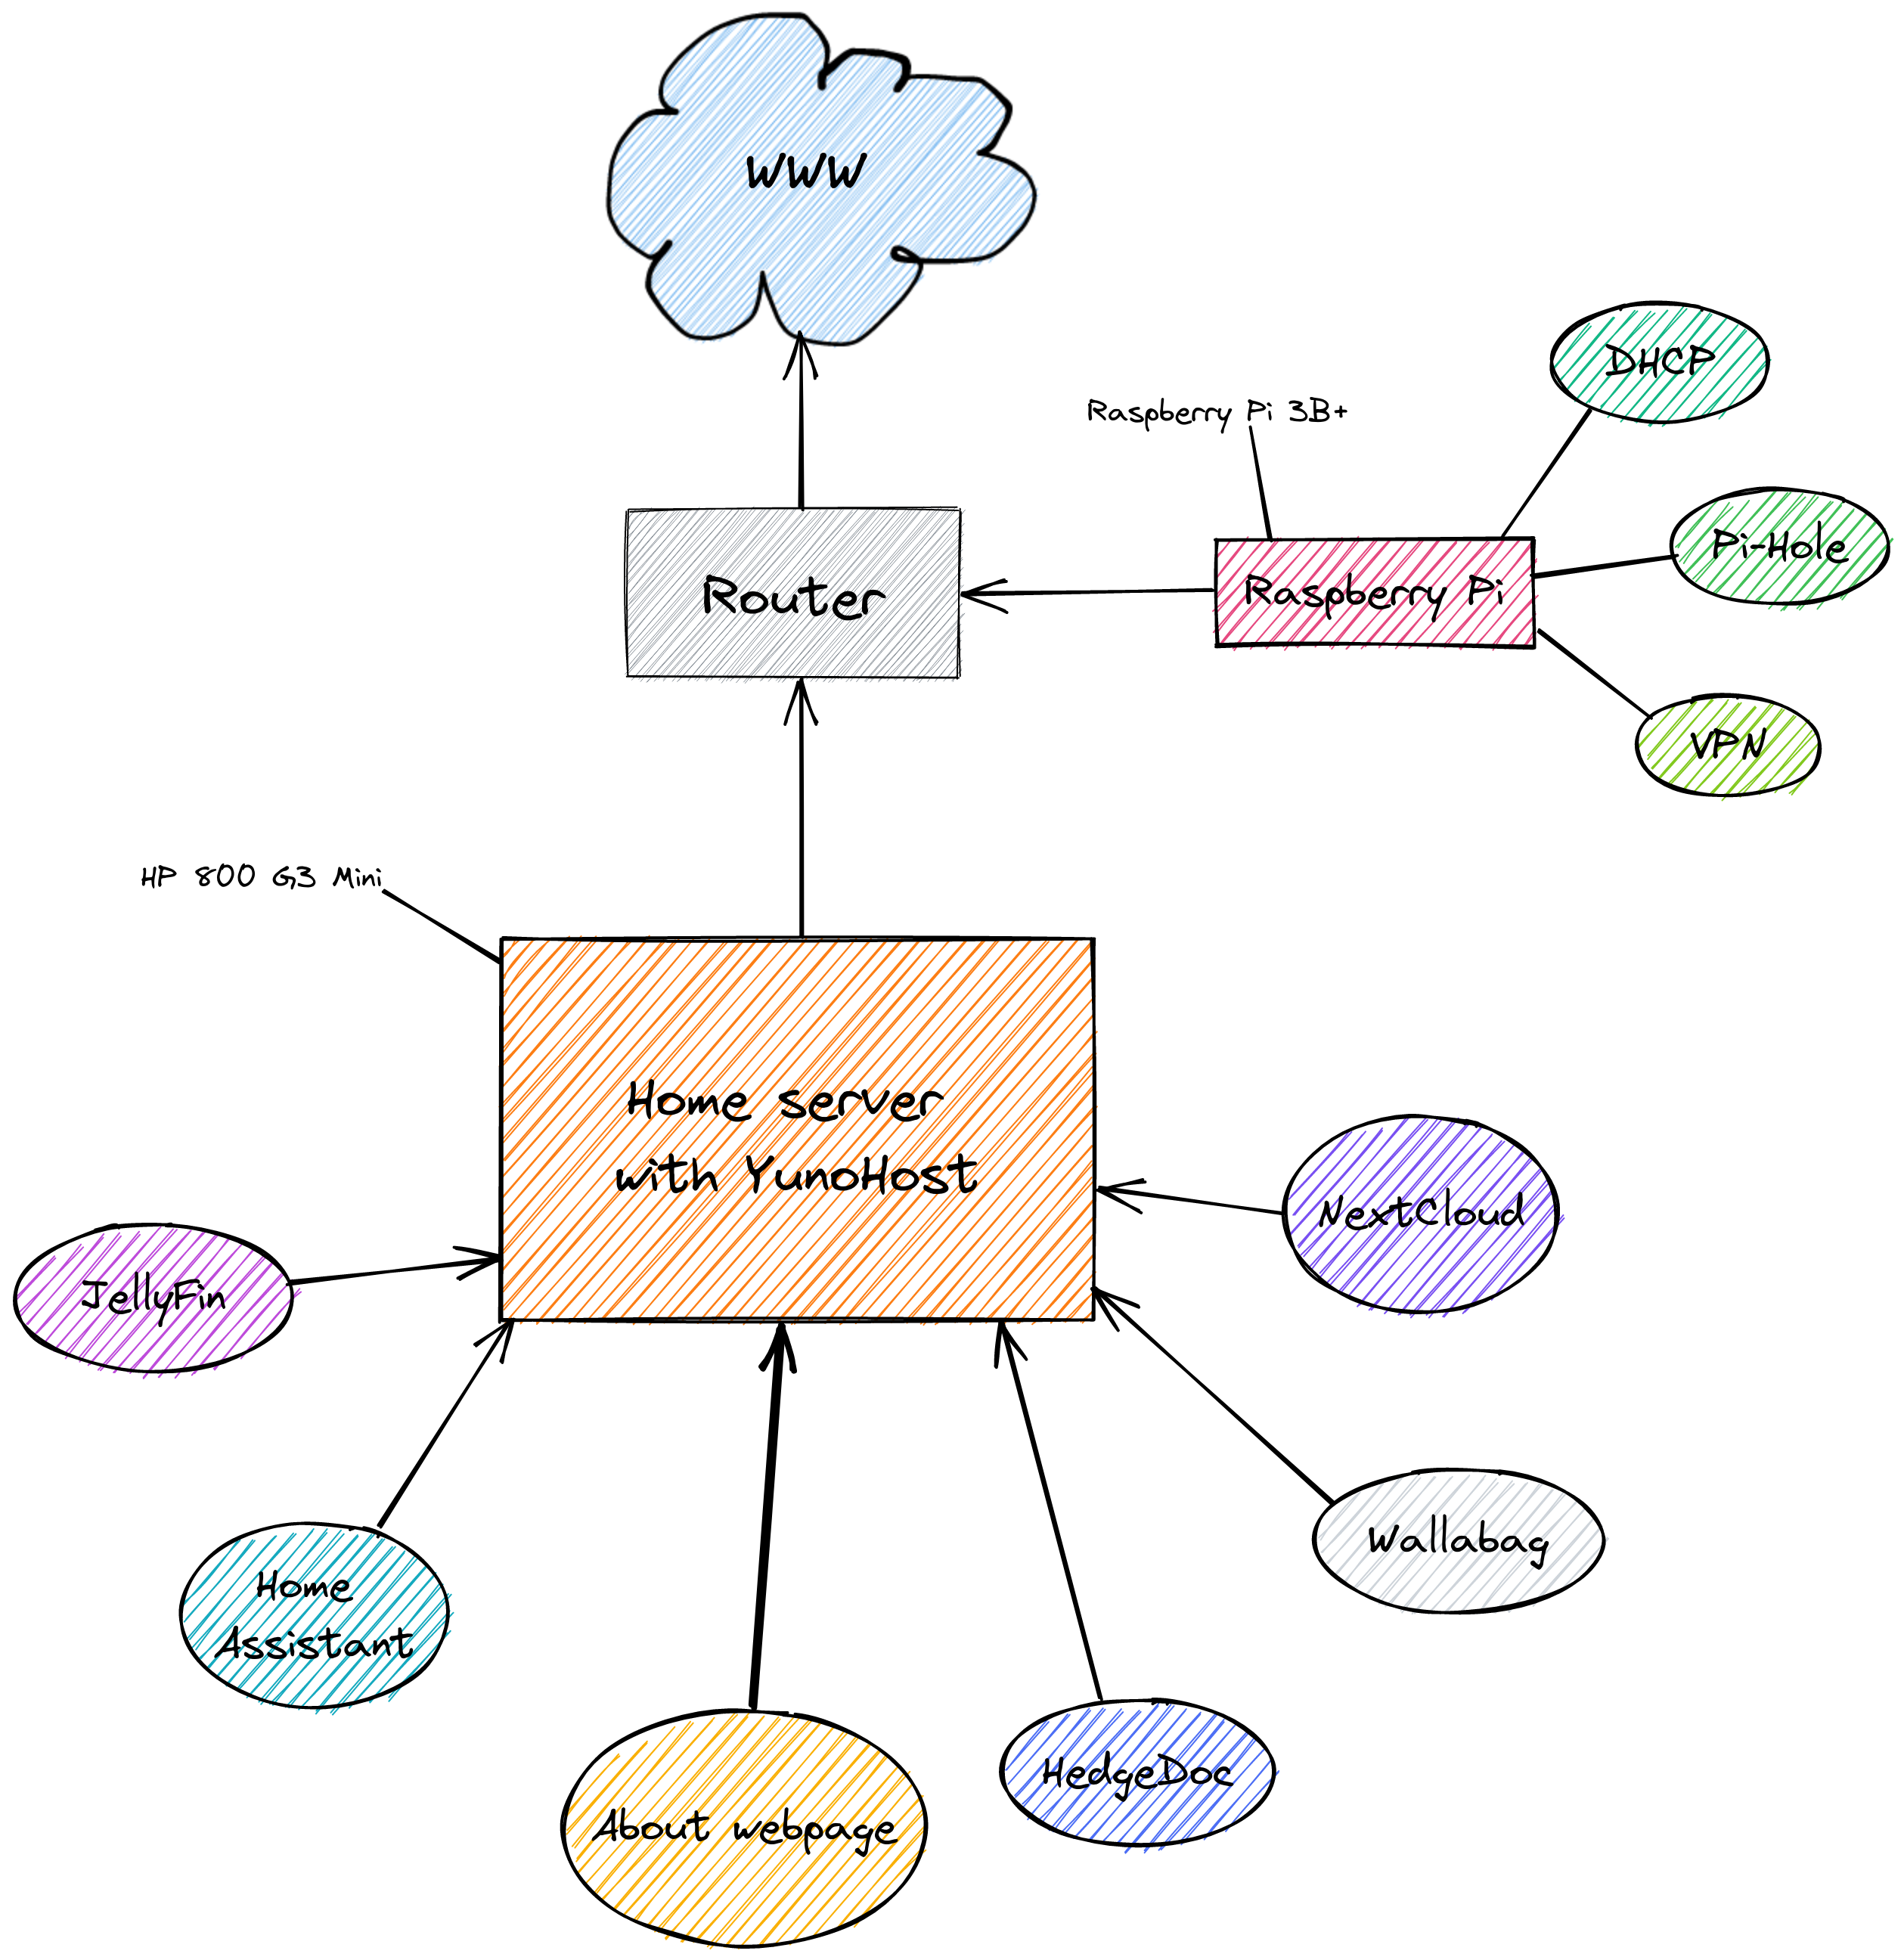 WWW
DHCP
Raspberry Pi 3B+
Pi-Hole
Router
Raspberry Pi
VPN
HP 800 G3 Mini
Home server
with YunoHost
NextCloud
JellyFin
Wallabag
Home
Assistant
HedgeDoc
About webpage